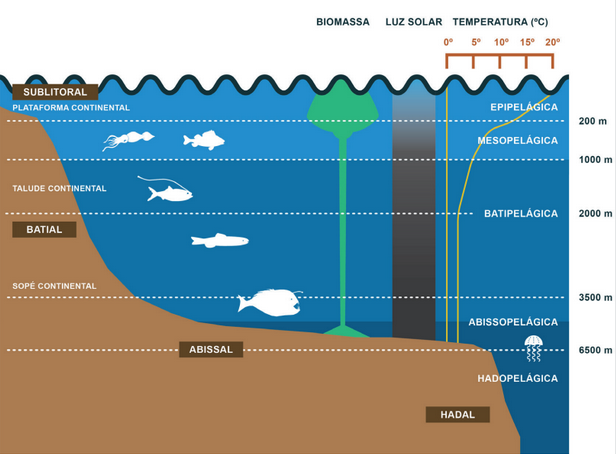 BIOMASSA LUZ SOLAR TEMPERATURA (ºC)
0º 5º 10º 15º 20º
SUBLITORAL
PLATAFORMA CONTINENTAL
EPIPELÁGICA
200 m
MESOPELÁGICA
1000 m
TALUDE CONTINENTAL
BATIPELÁGICA
2000 m
BATIAL
SOPÉ CONTINENTAL
3500 m
ABISSOPELÁGICA
ABISSAL
6500 m
HADOPELÁGICA
HADAL